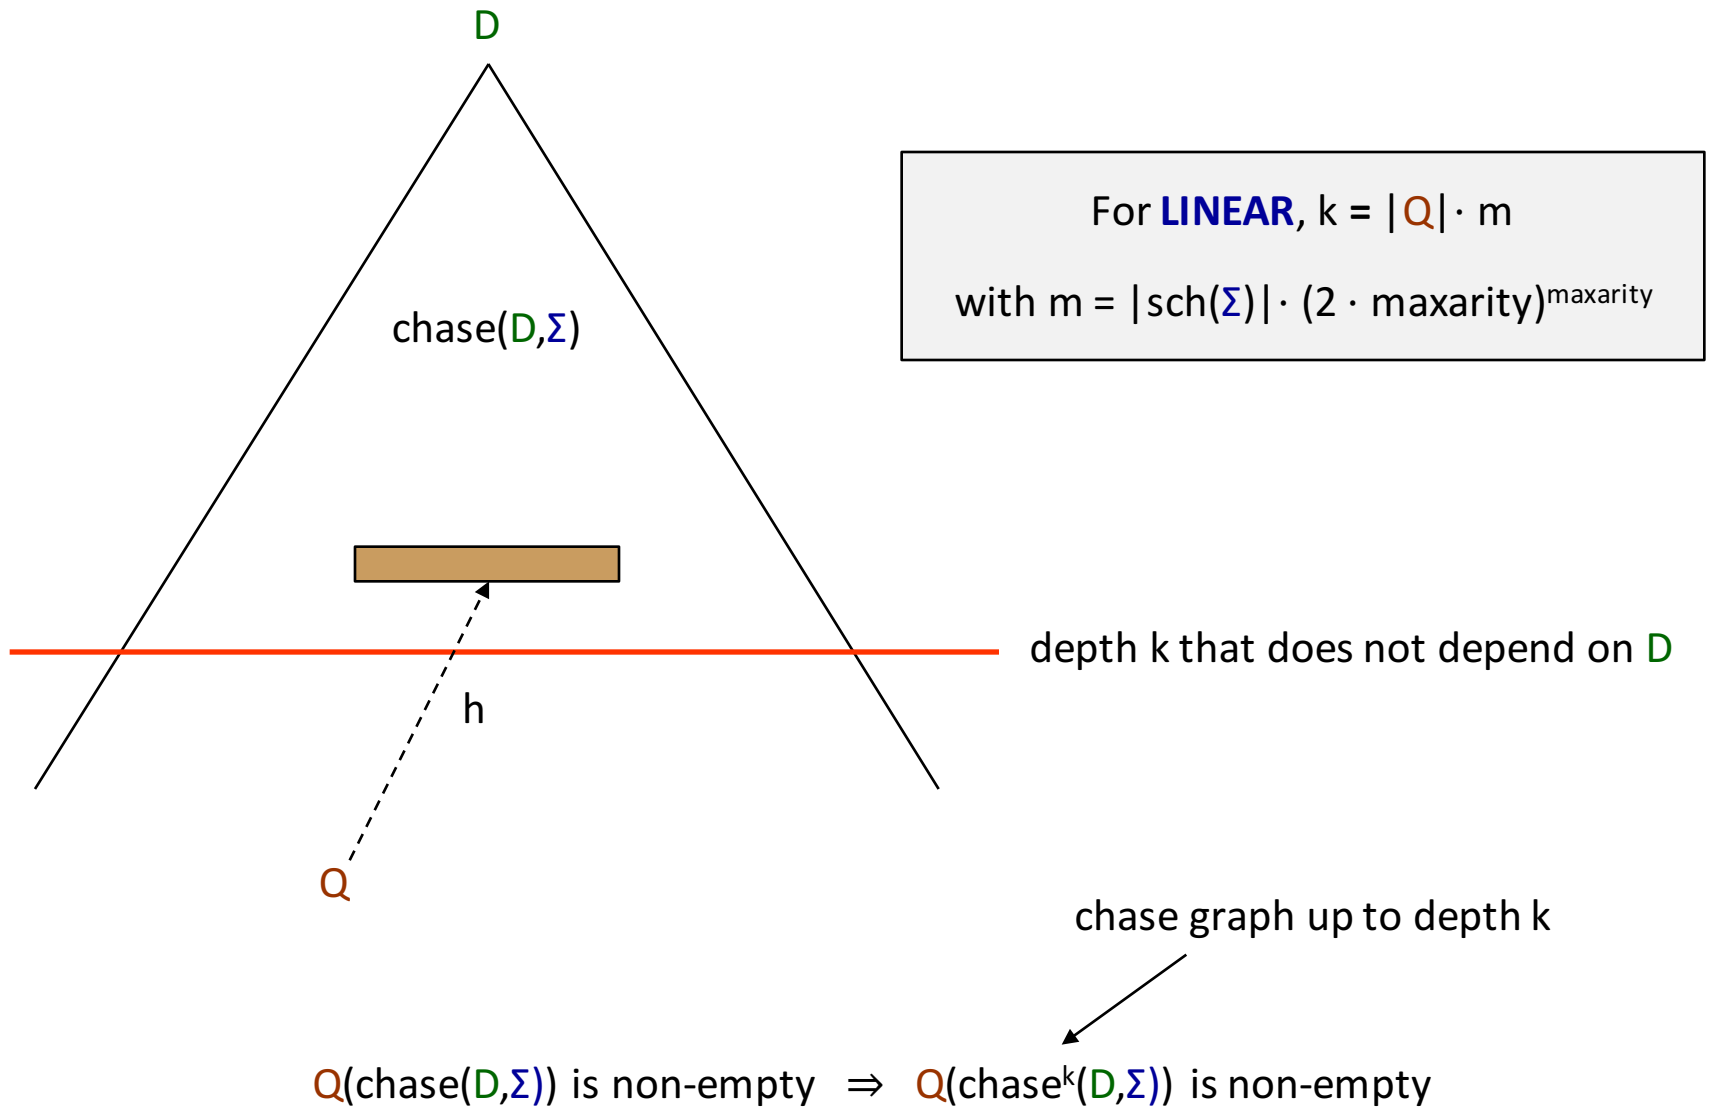 D
For LINEAR, k = |Q| · m
with m = |sch(Σ)| · (2 · maxarity)^maxarity
chase(D,Σ)
depth k that does not depend on D
h
Q
chase graph up to depth k
Q(chase(D,Σ)) is non-empty ⇒ Q(chase^k(D,Σ)) is non-empty